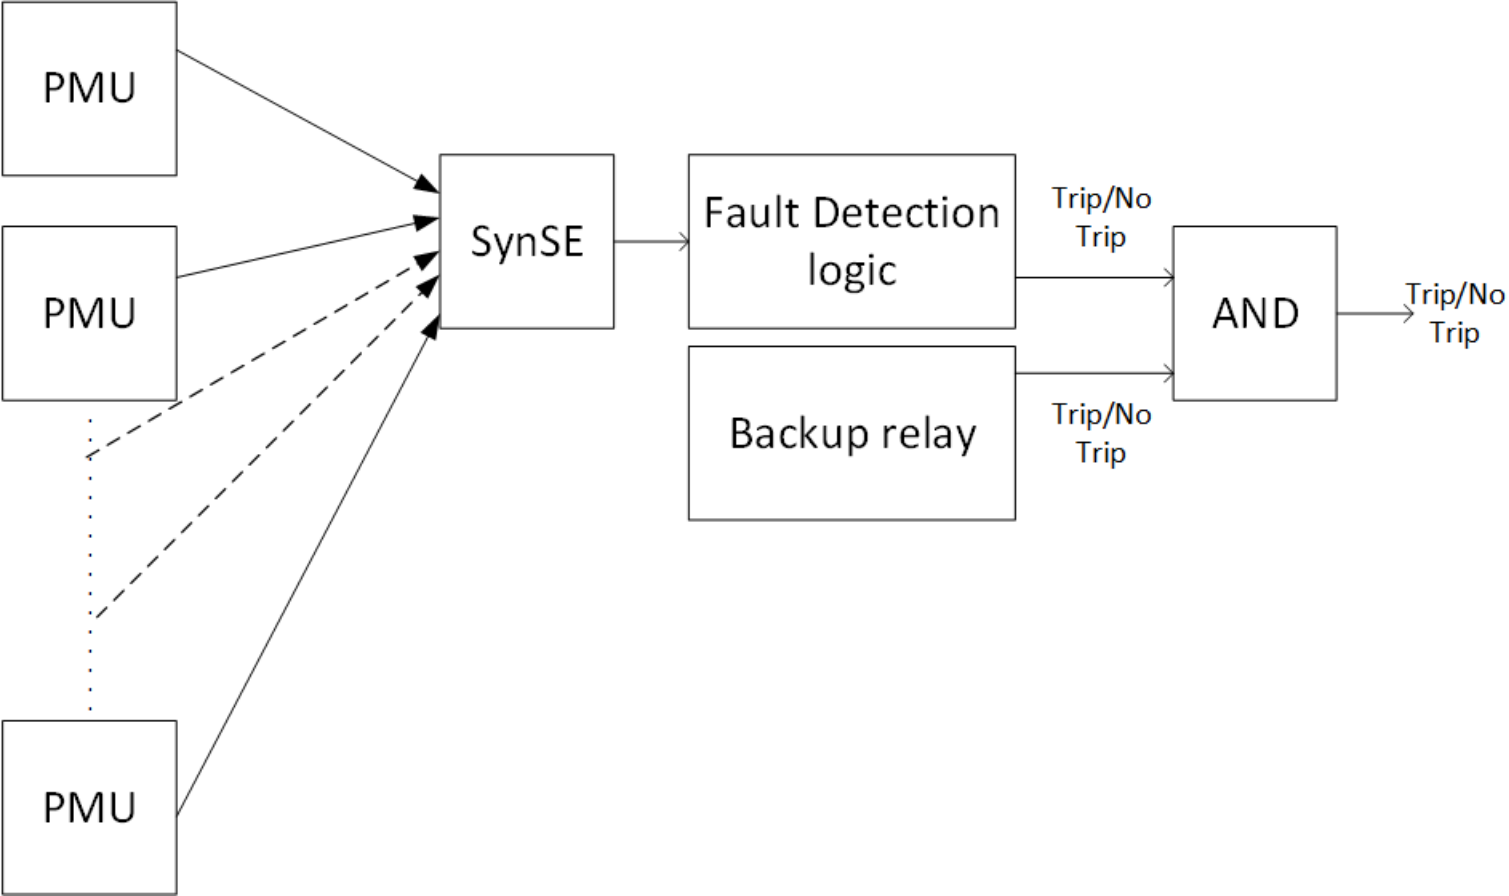 PMU
PMU
PMU
SynSE
Fault Detection
logic
Backup relay
Trip/No
Trip
Trip/No
Trip
AND
Trip/No
Trip